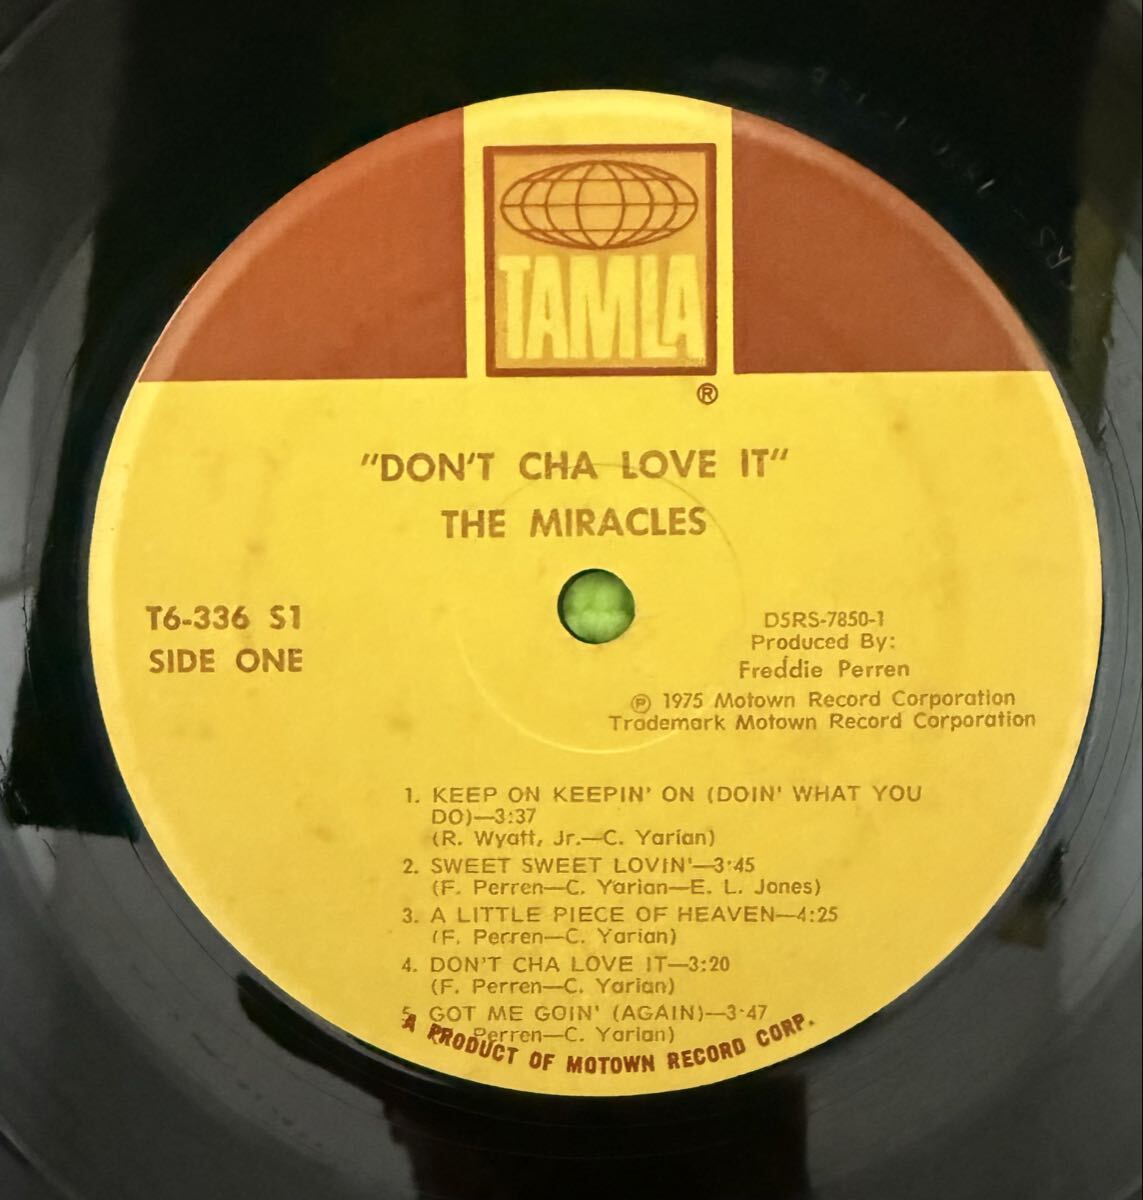 TAMLA
®
"DON'T CHA LOVE IT"
THE MIRACLES
T6-336 S1
SIDE ONE
D5RS-7850-1
Produced By:
Freddie Perren
℗ 1975 Motown Record Corporation
Trademark Motown Record Corporation
1. KEEP ON KEEPIN' ON (DOIN' WHAT YOU
DO)—3:37
(R. Wyatt, Jr.—C. Yarian)
2. SWEET SWEET LOVIN'—3:45
(F. Perren—C. Yarian—E. L. Jones)
3. A LITTLE PIECE OF HEAVEN—4:25
(F. Perren—C. Yarian)
4. DON'T CHA LOVE IT—3:20
(F. Perren—C. Yarian)
5. GOT ME GOIN' (AGAIN)—3:47
Perren—C. Yarian)
A PRODUCT OF MOTOWN RECORD CORP.